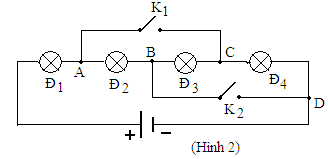 K1
A B C
Đ1 Đ2 Đ3 Đ4
K2 D
+ −
(Hình 2)